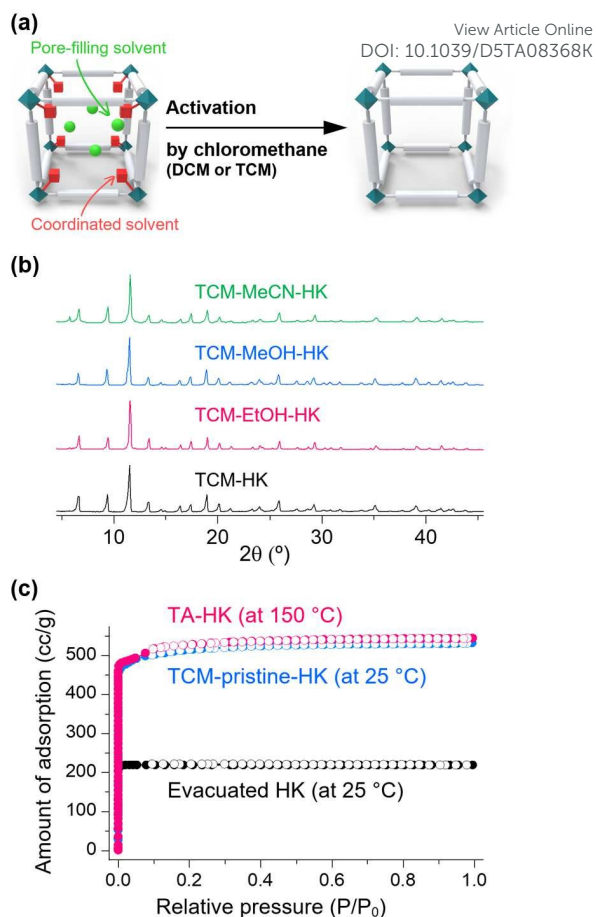 (a)
View Article Online
DOI: 10.1039/D5TA08368K
Pore-filling solvent
Activation
by chloromethane
(DCM or TCM)
Coordinated solvent
(b)
TCM-MeCN-HK
TCM-MeOH-HK
TCM-EtOH-HK
TCM-HK
10 20 30 40
2θ (º)
(c)
Amount of adsorption (cc/g)
500
400
300
200
100
0
TA-HK (at 150 °C)
TCM-pristine-HK (at 25 °C)
Evacuated HK (at 25 °C)
0.0 0.2 0.4 0.6 0.8 1.0
Relative pressure (P/P₀)